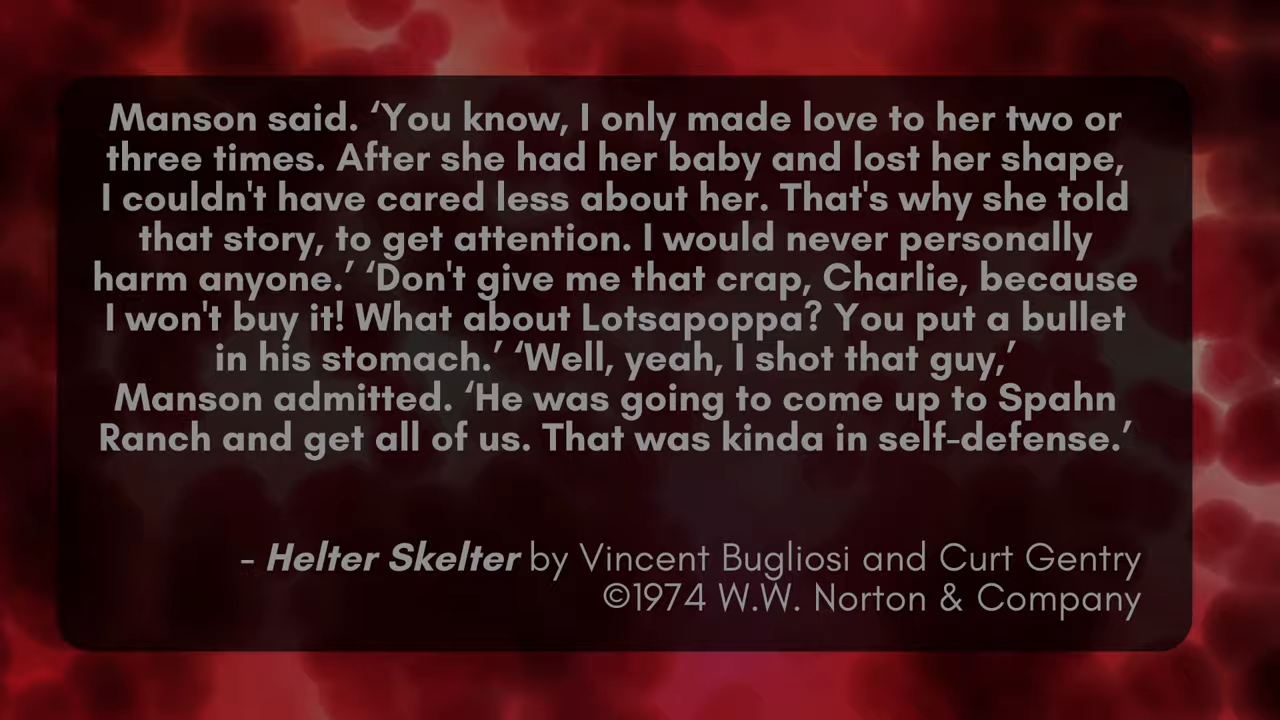 Manson said. ‘You know, I only made love to her two or
three times. After she had her baby and lost her shape,
I couldn't have cared less about her. That's why she told
that story, to get attention. I would never personally
harm anyone.’ ‘Don't give me that crap, Charlie, because
I won't buy it! What about Lotsapoppa? You put a bullet
in his stomach.’ ‘Well, yeah, I shot that guy,’
Manson admitted. ‘He was going to come up to Spahn
Ranch and get all of us. That was kinda in self-defense.’
- Helter Skelter by Vincent Bugliosi and Curt Gentry
©1974 W.W. Norton & Company